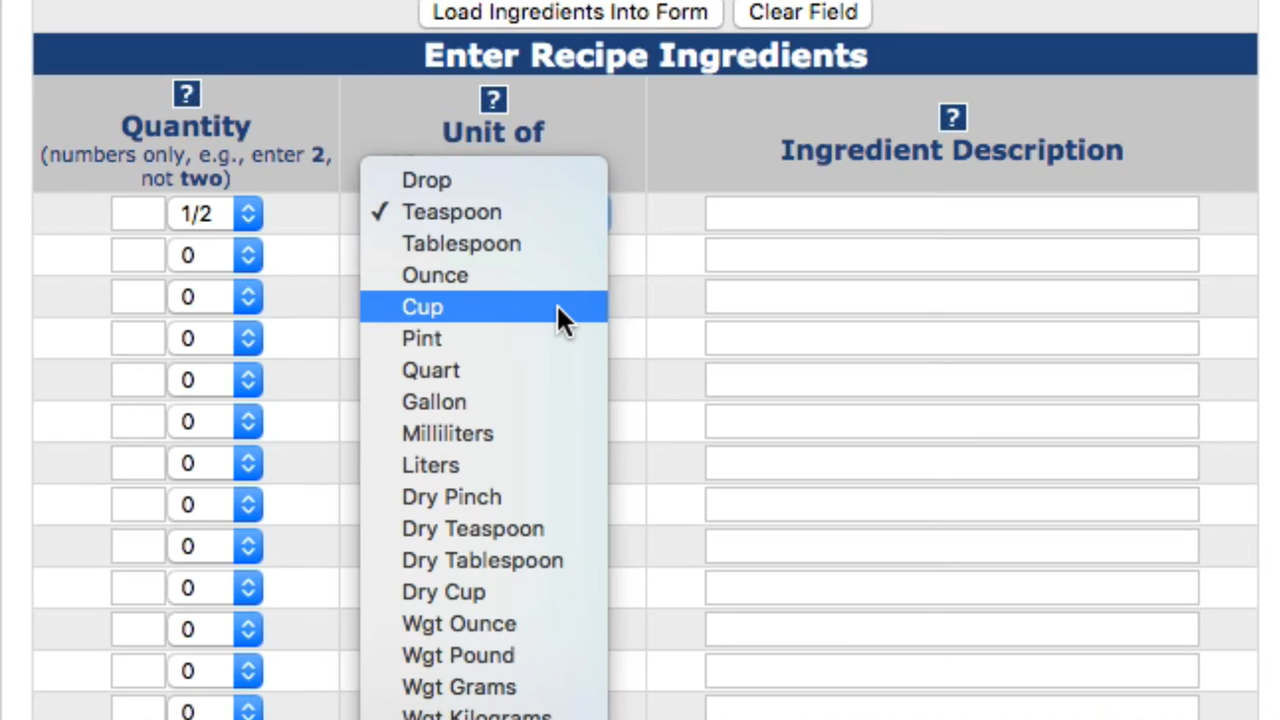 Load Ingredients Into Form Clear Field
Enter Recipe Ingredients
? ? ?
Quantity Unit of Ingredient Description
(numbers only, e.g., enter 2,
not two)
Drop
1/2 ✓ Teaspoon
Tablespoon
0
Ounce
0 Cup
0 Pint
0 Quart
Gallon
0 Milliliters
0 Liters
0 Dry Pinch
Dry Teaspoon
0
Dry Tablespoon
0 Dry Cup
0 Wgt Ounce
Wgt Pound
0
Wgt Grams
0 Wgt Kilograms